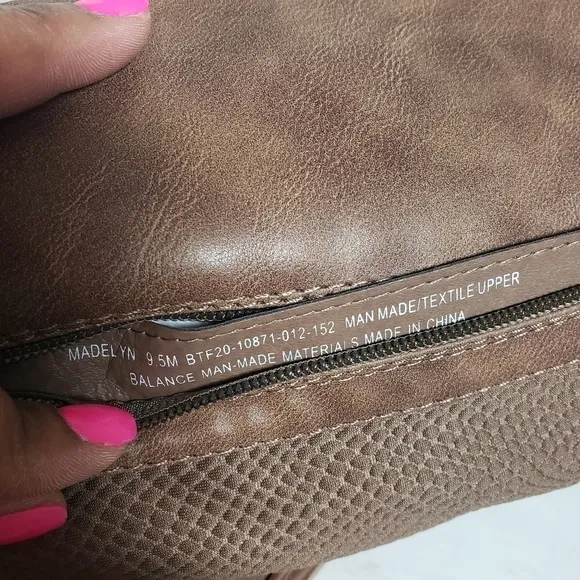 MADELYN 9.5M BTF20-10871-012-152 MAN MADE/TEXTILE UPPER
BALANCE MAN-MADE MATERIALS MADE IN CHINA